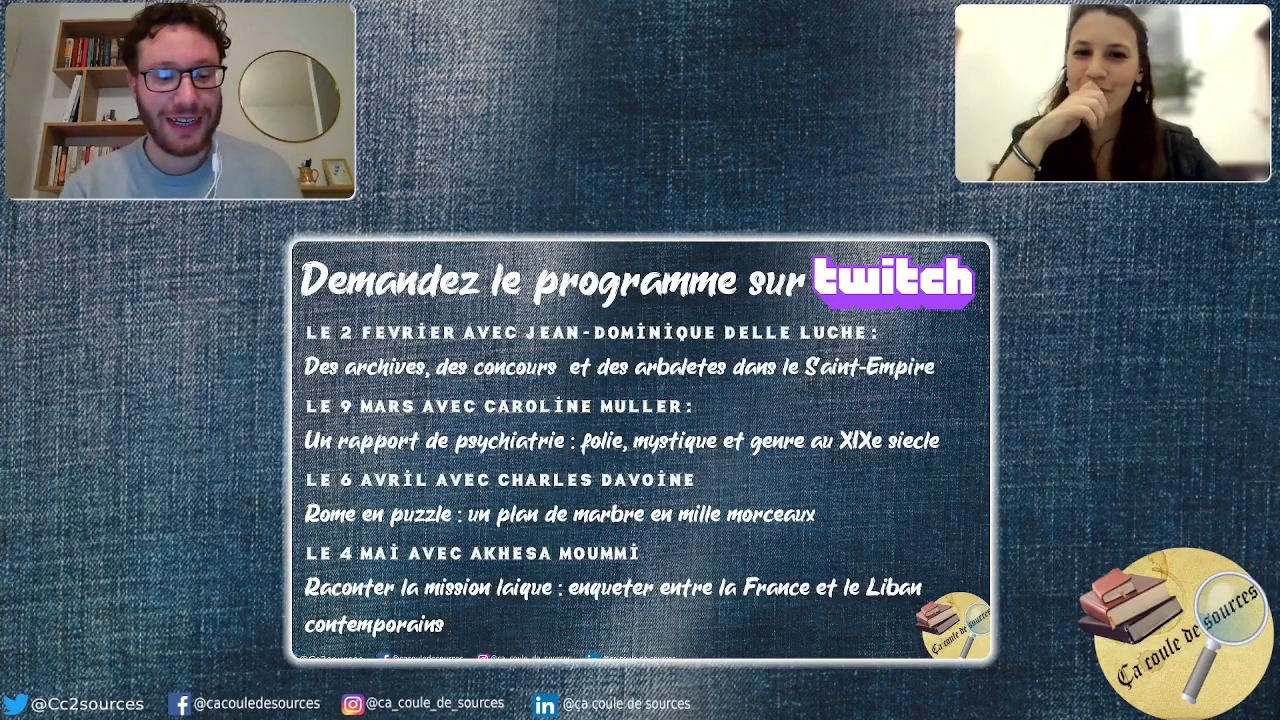 Demandez le programme sur twitch
LE 2 FEVRIER AVEC JEAN-DOMINIQUE DELLE LUCHE :
Des archives, des concours et des arbaletes dans le Saint-Empire
LE 9 MARS AVEC CAROLINE MULLER :
Un rapport de psychiatrie : folie, mystique et genre au XIXe siecle
LE 6 AVRIL AVEC CHARLES DAVOINE
Rome en puzzle : un plan de marbre en mille morceaux
LE 4 MAI AVEC AKHESA MOUMMI
Raconter la mission laique : enqueter entre la France et le Liban
contemporains
Ça coule de sources
Ça coule de sources
@Cc2sources @cacouledesources @ca_coule_de_sources @ça coule de sources